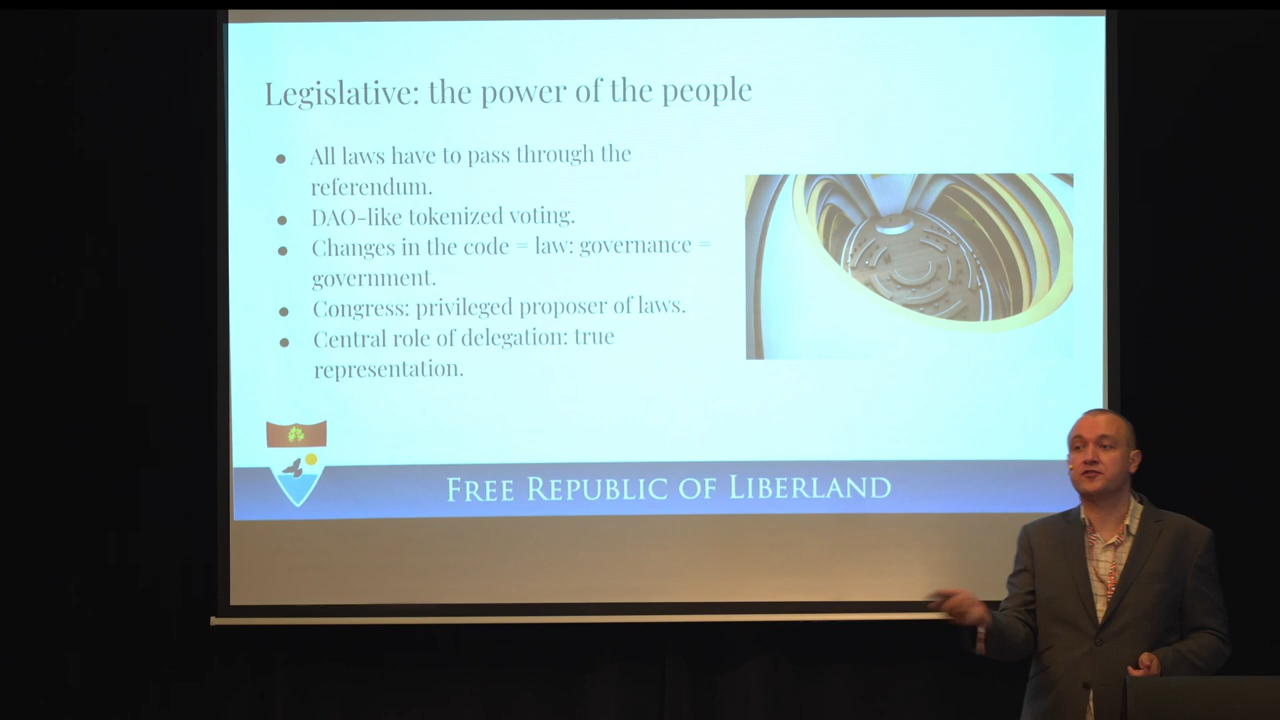 Legislative: the power of the people
● All laws have to pass through the
referendum.
● DAO-like tokenized voting.
● Changes in the code = law: governance =
government.
● Congress: privileged proposer of laws.
● Central role of delegation: true
representation.
FREE REPUBLIC OF LIBERLAND